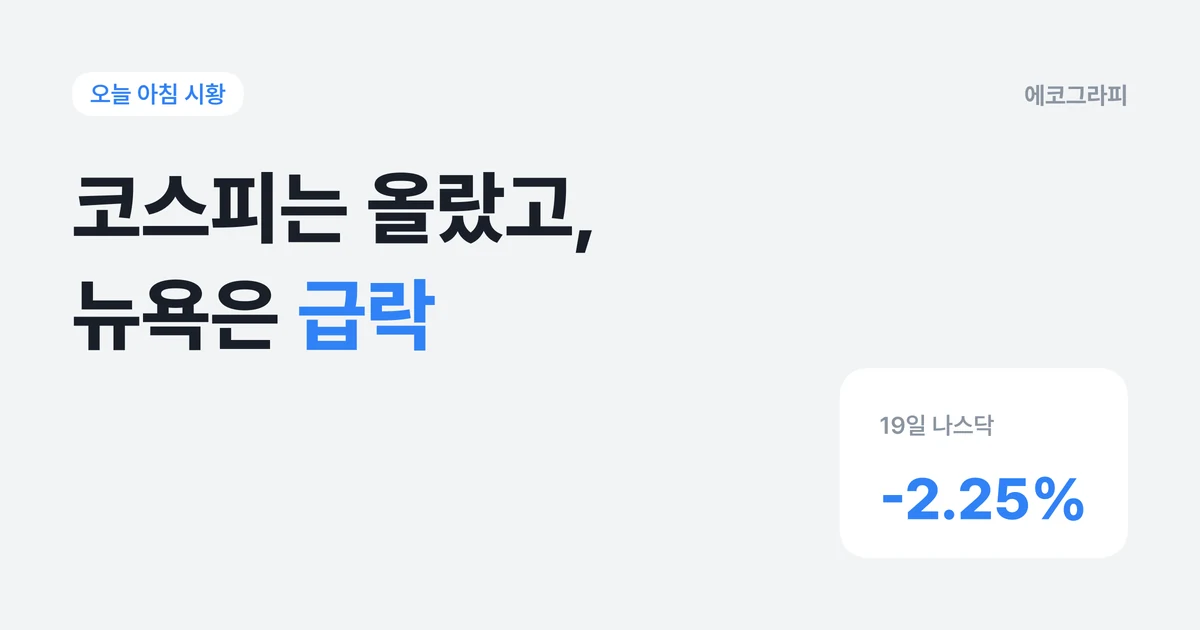 오늘 아침 시황
에코그라피
코스피는 올랐고,
뉴욕은 급락
19일 나스닥
-2.25%